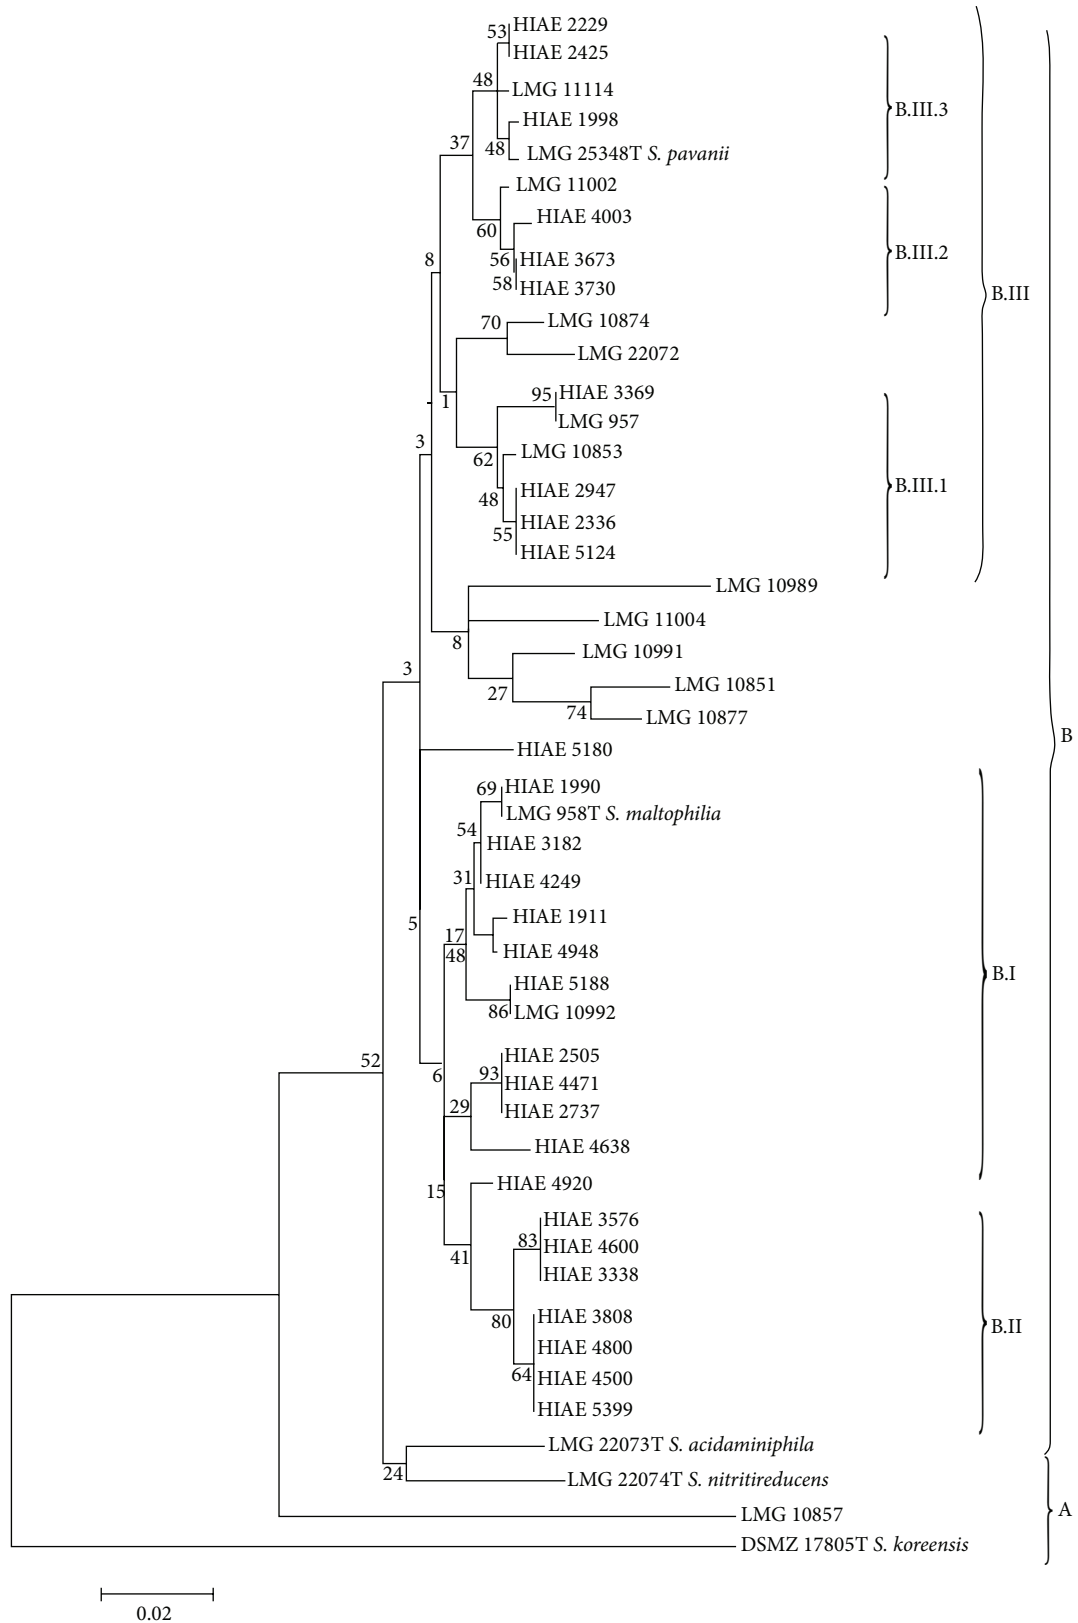 53
HIAE 2229
HIAE 2425
48
LMG 11114
HIAE 1998
B.III.3
37
48
LMG 25348T S. pavanii
LMG 11002
HIAE 4003
60
B.III.2
8
56
HIAE 3673
58
HIAE 3730
B.III
70
LMG 10874
LMG 22072
95
HIAE 3369
1
LMG 957
3
LMG 10853
62
B.III.1
48
HIAE 2947
HIAE 2336
55
HIAE 5124
LMG 10989
LMG 11004
8
LMG 10991
3
LMG 10851
27
74
LMG 10877
B
HIAE 5180
69
HIAE 1990
LMG 958T S. maltophilia
54
HIAE 3182
31
HIAE 4249
5
HIAE 1911
17
48
HIAE 4948
B.I
HIAE 5188
86
LMG 10992
52
HIAE 2505
6
93
HIAE 4471
29
HIAE 2737
HIAE 4638
15
HIAE 4920
HIAE 3576
83
HIAE 4600
41
HIAE 3338
80
HIAE 3808
B.II
HIAE 4800
64
HIAE 4500
HIAE 5399
LMG 22073T S. acidaminiphila
24
LMG 22074T S. nitritireducens
LMG 10857
A
DSMZ 17805T S. koreensis
0.02